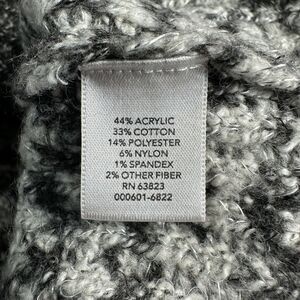 44% ACRYLIC
33% COTTON
14% POLYESTER
6% NYLON
1% SPANDEX
2% OTHER FIBER
RN 63823
000601-6822